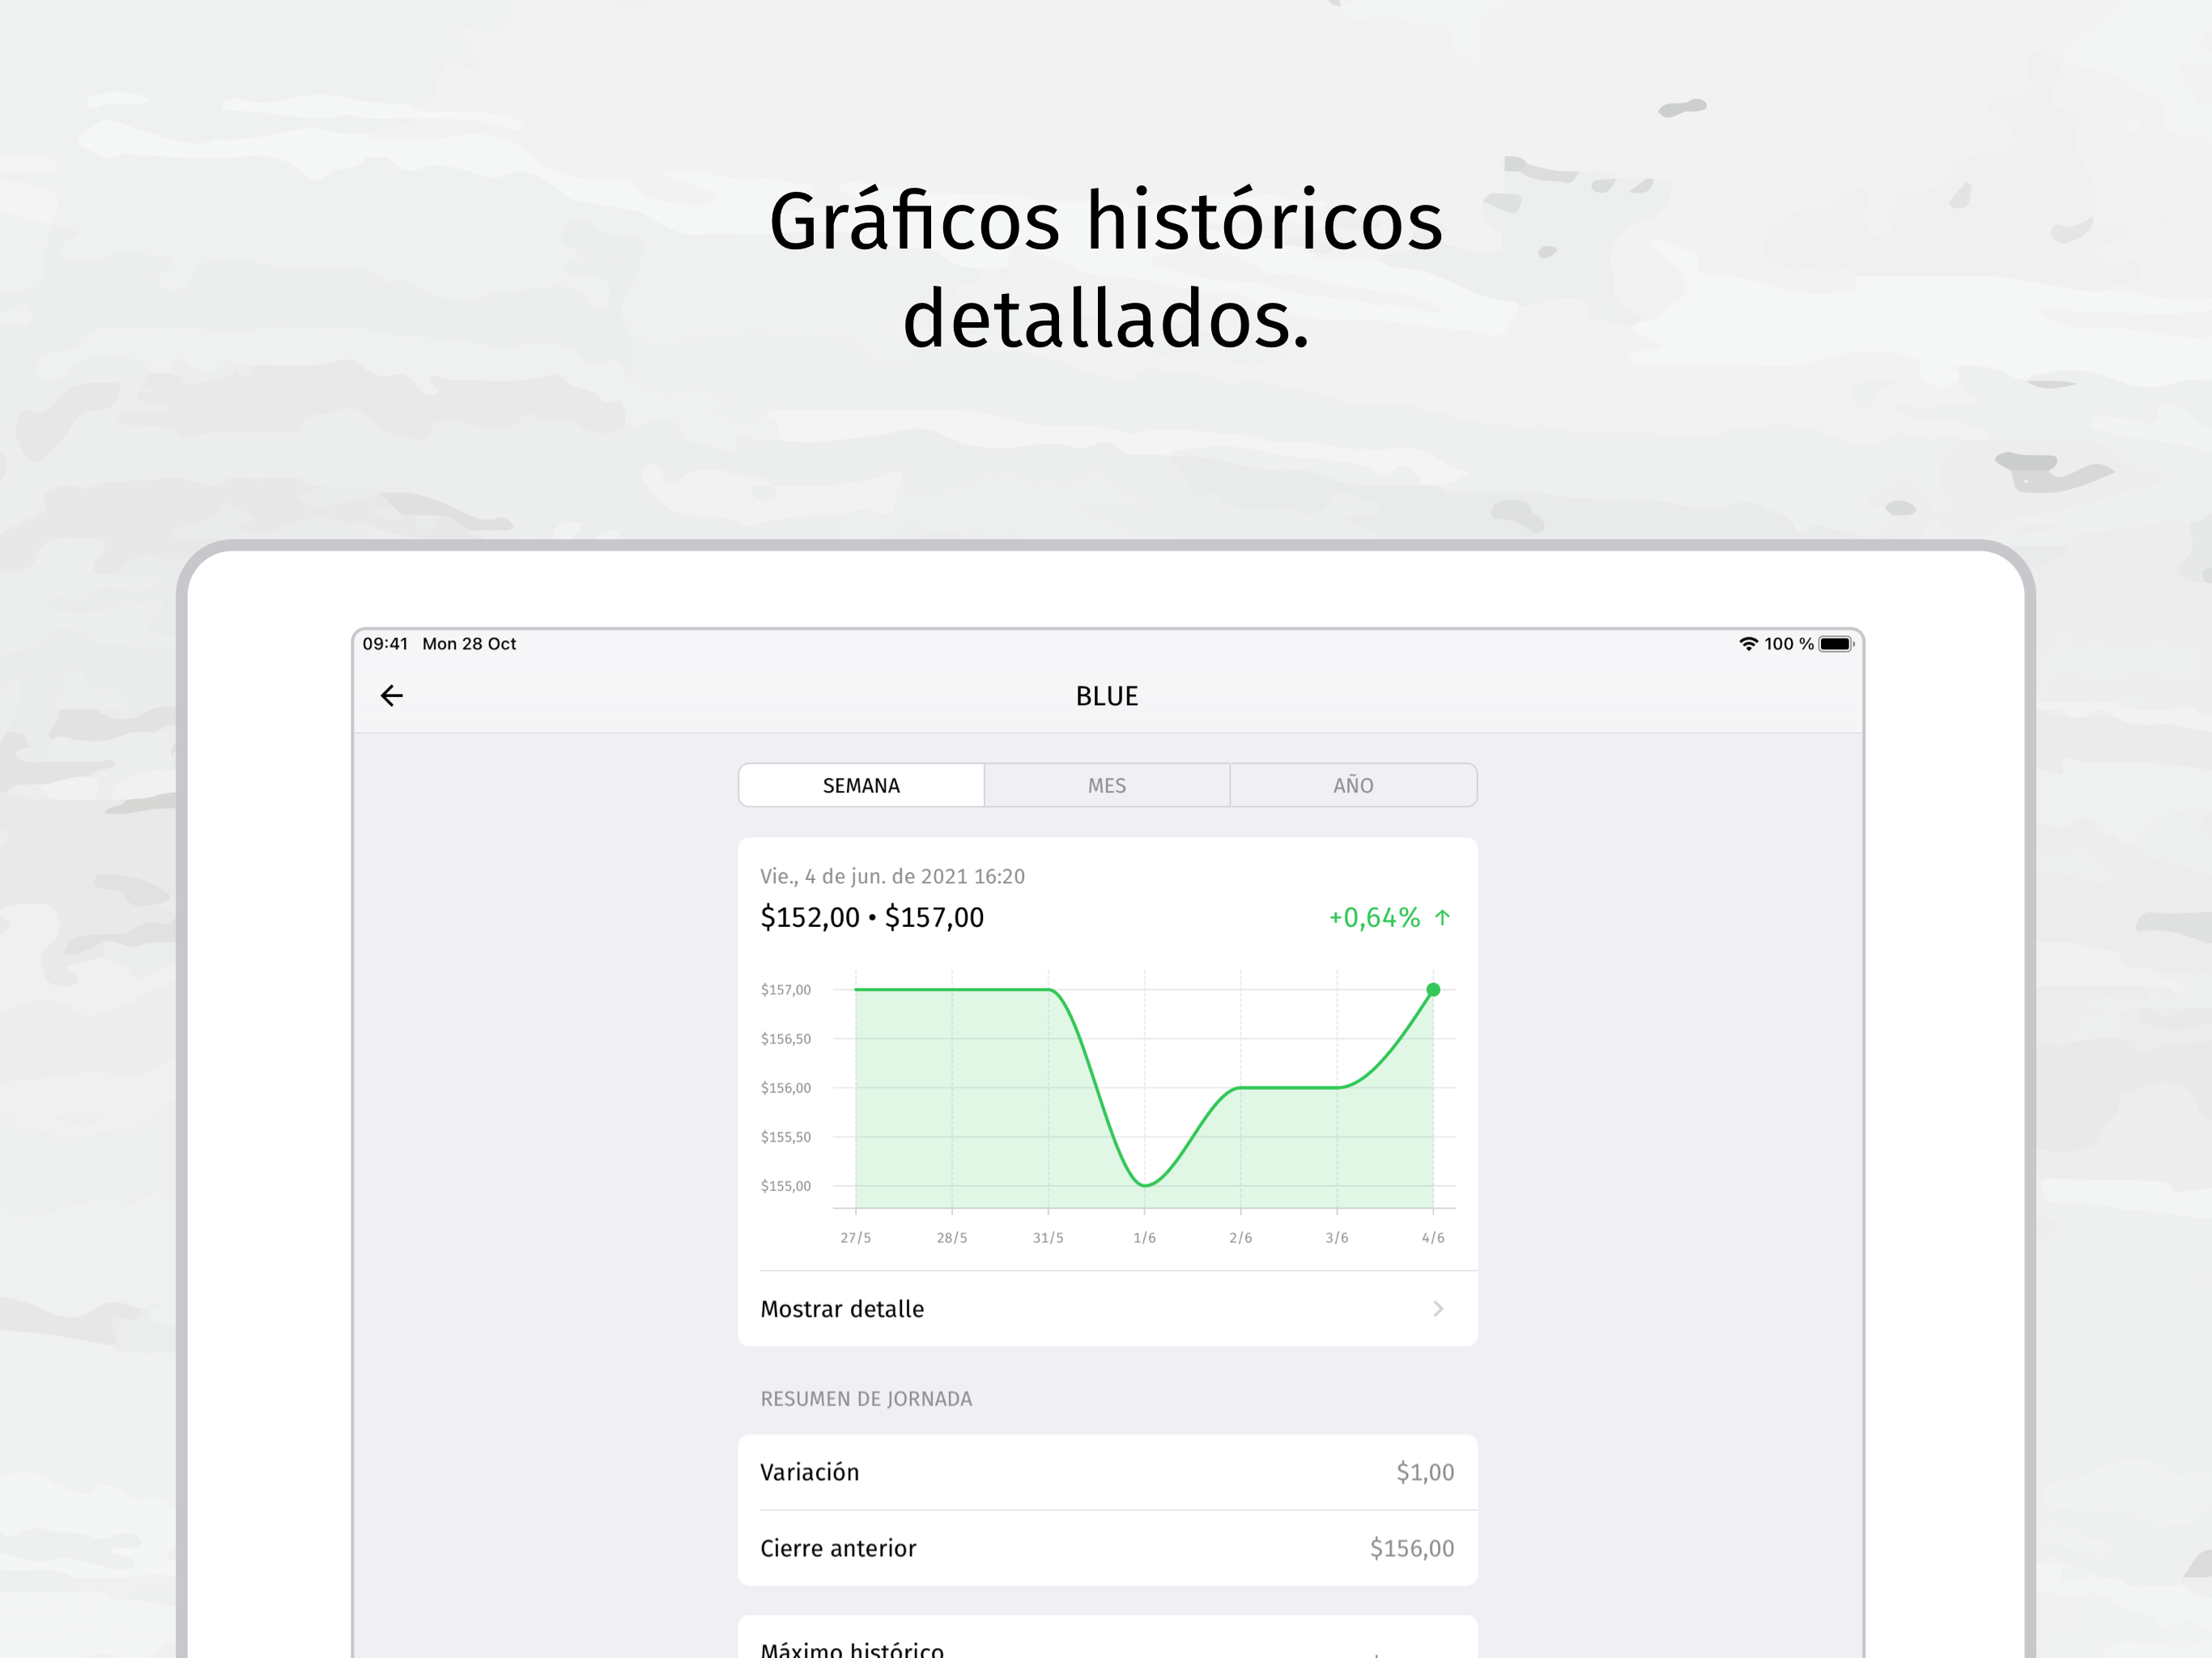 Gráficos históricos
detallados.
09:41 Mon 28 Oct
100 %
BLUE
SEMANA MES AÑO
Vie., 4 de jun. de 2021 16:20
$152,00 • $157,00 +0,64% ↑
$157,00
$156,50
$156,00
$155,50
$155,00
27/5 28/5 31/5 1/6 2/6 3/6 4/6
Mostrar detalle
RESUMEN DE JORNADA
Variación $1,00
Cierre anterior $156,00
Máximo histórico